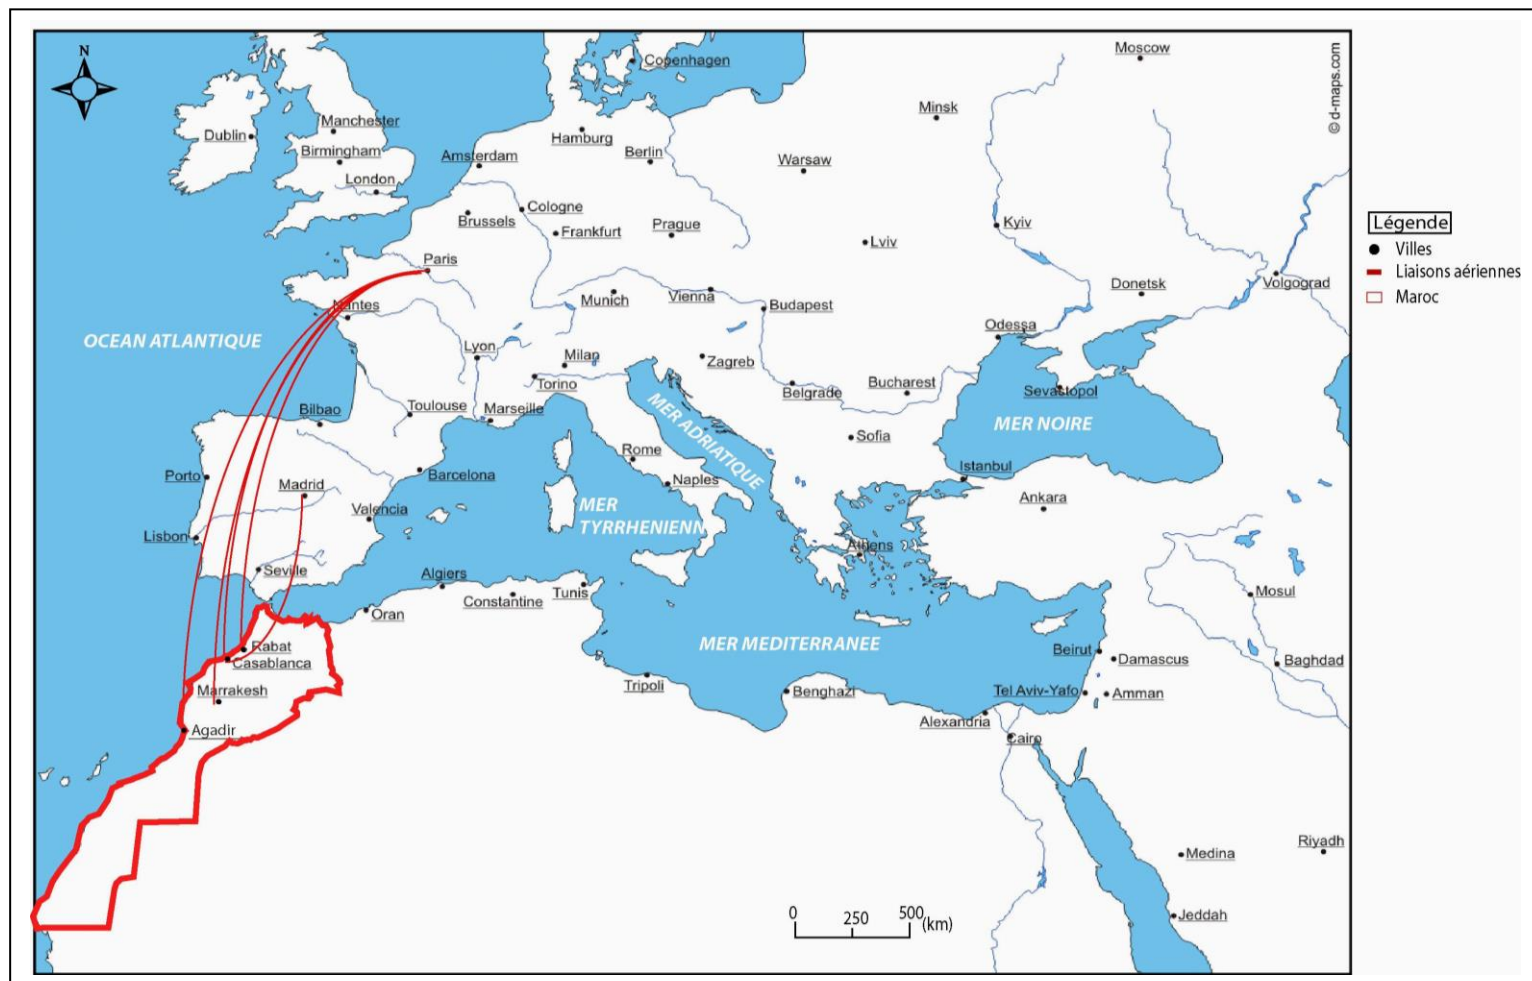 N
Moscow
Copenhagen
© d-maps.com
Minsk
Manchester
Dublin
Hamburg
Birmingham
Amsterdam
Berlin
Warsaw
London
Cologne
Brussels
Frankfurt
Prague
Kyiv
Lviv
Paris
Légende
Villes
Liaisons aériennes
Maroc
Donetsk
Volgograd
Munich
Vienna
Budapest
Nantes
Odessa
OCEAN ATLANTIQUE
Lyon
Milan
Zagreb
Torino
Belgrade
Bucharest
Sevastopol
Bilbao
Toulouse
Marseille
MER ADRIATIQUE
MER NOIRE
Sofia
Rome
Istanbul
Porto
Madrid
Barcelona
Naples
Ankara
Valencia
MER
TYRRHENIENN
Lisbon
Athens
Seville
Algiers
Constantine
Tunis
Mosul
Oran
Rabat
Casablanca
MER MEDITERRANEE
Beirut
Damascus
Baghdad
Marrakesh
Tripoli
Benghazi
Tel Aviv-Yafo
Amman
Agadir
Alexandria
Cairo
Medina
Riyadh
Jeddah
0 250 500 (km)